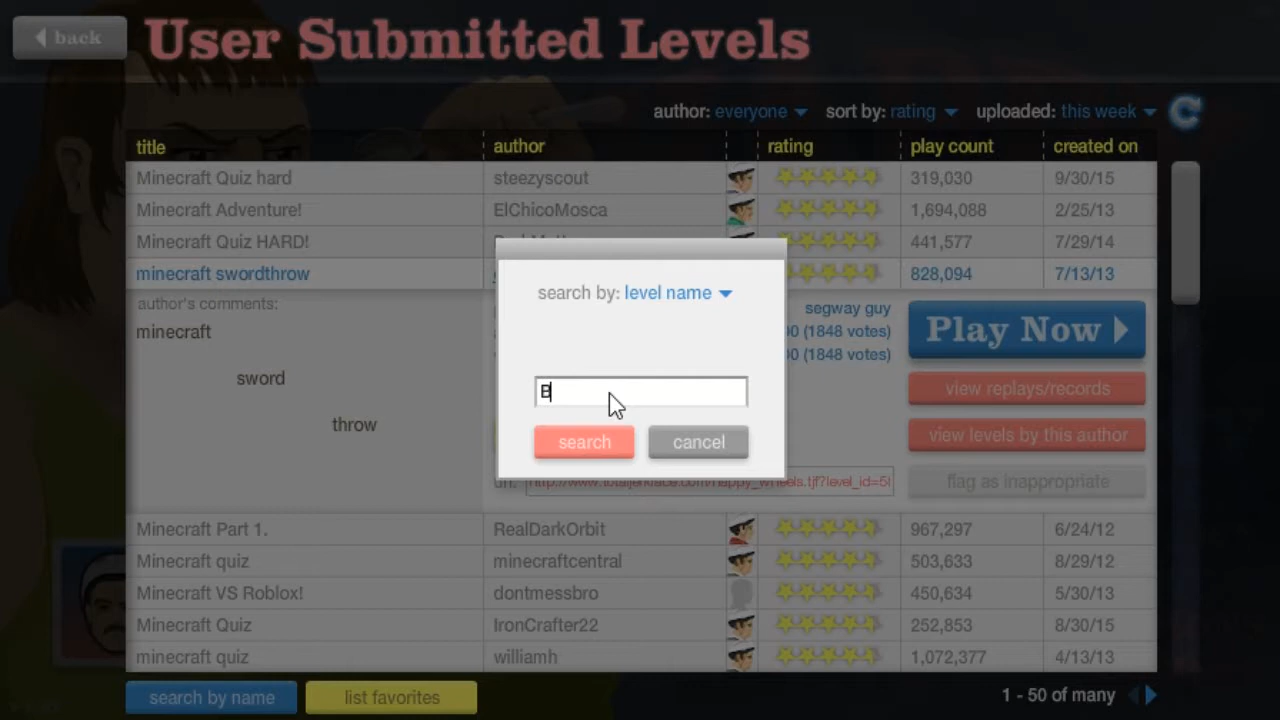 back
User Submitted Levels
author: everyone sort by: rating uploaded: this week
title author rating play count created on
Minecraft Quiz hard steezyscout 319,030 9/30/15
Minecraft Adventure! ElChicoMosca 1,694,088 2/25/13
Minecraft Quiz HARD! 441,577 7/29/14
minecraft swordthrow 828,094 7/13/13
author's comments:
minecraft
sword
throw
search by: level name
B
search cancel
segway guy
(1848 votes)
(1848 votes)
Play Now
view replays/records
view levels by this author
flag as inappropriate
url:
Minecraft Part 1. RealDarkOrbit 967,297 6/24/12
Minecraft quiz minecraftcentral 503,633 8/29/12
Minecraft VS Roblox! dontmessbro 450,634 5/30/13
Minecraft Quiz IronCrafter22 252,853 8/30/15
minecraft quiz williamh 1,072,377 4/13/13
search by name list favorites 1 - 50 of many